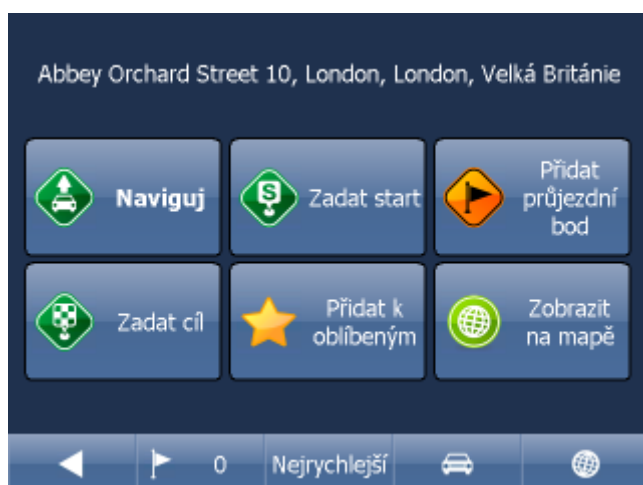 Abbey Orchard Street 10, London, London, Velká Británie
Naviguj
S
Zadat start
Přidat
průjezdní
bod
Zadat cíl
Přidat k
oblíbeným
Zobrazit
na mapě
0
Nejrychlejší